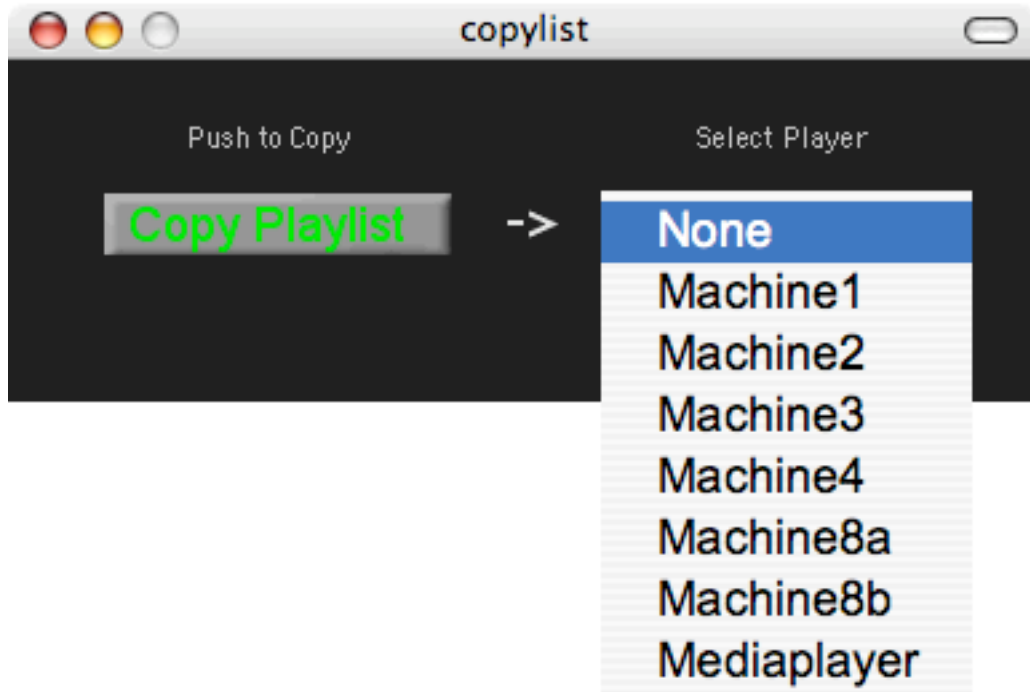 copylist
Push to Copy
Select Player
Copy Playlist
->
None
Machine1
Machine2
Machine3
Machine4
Machine8a
Machine8b
Mediaplayer